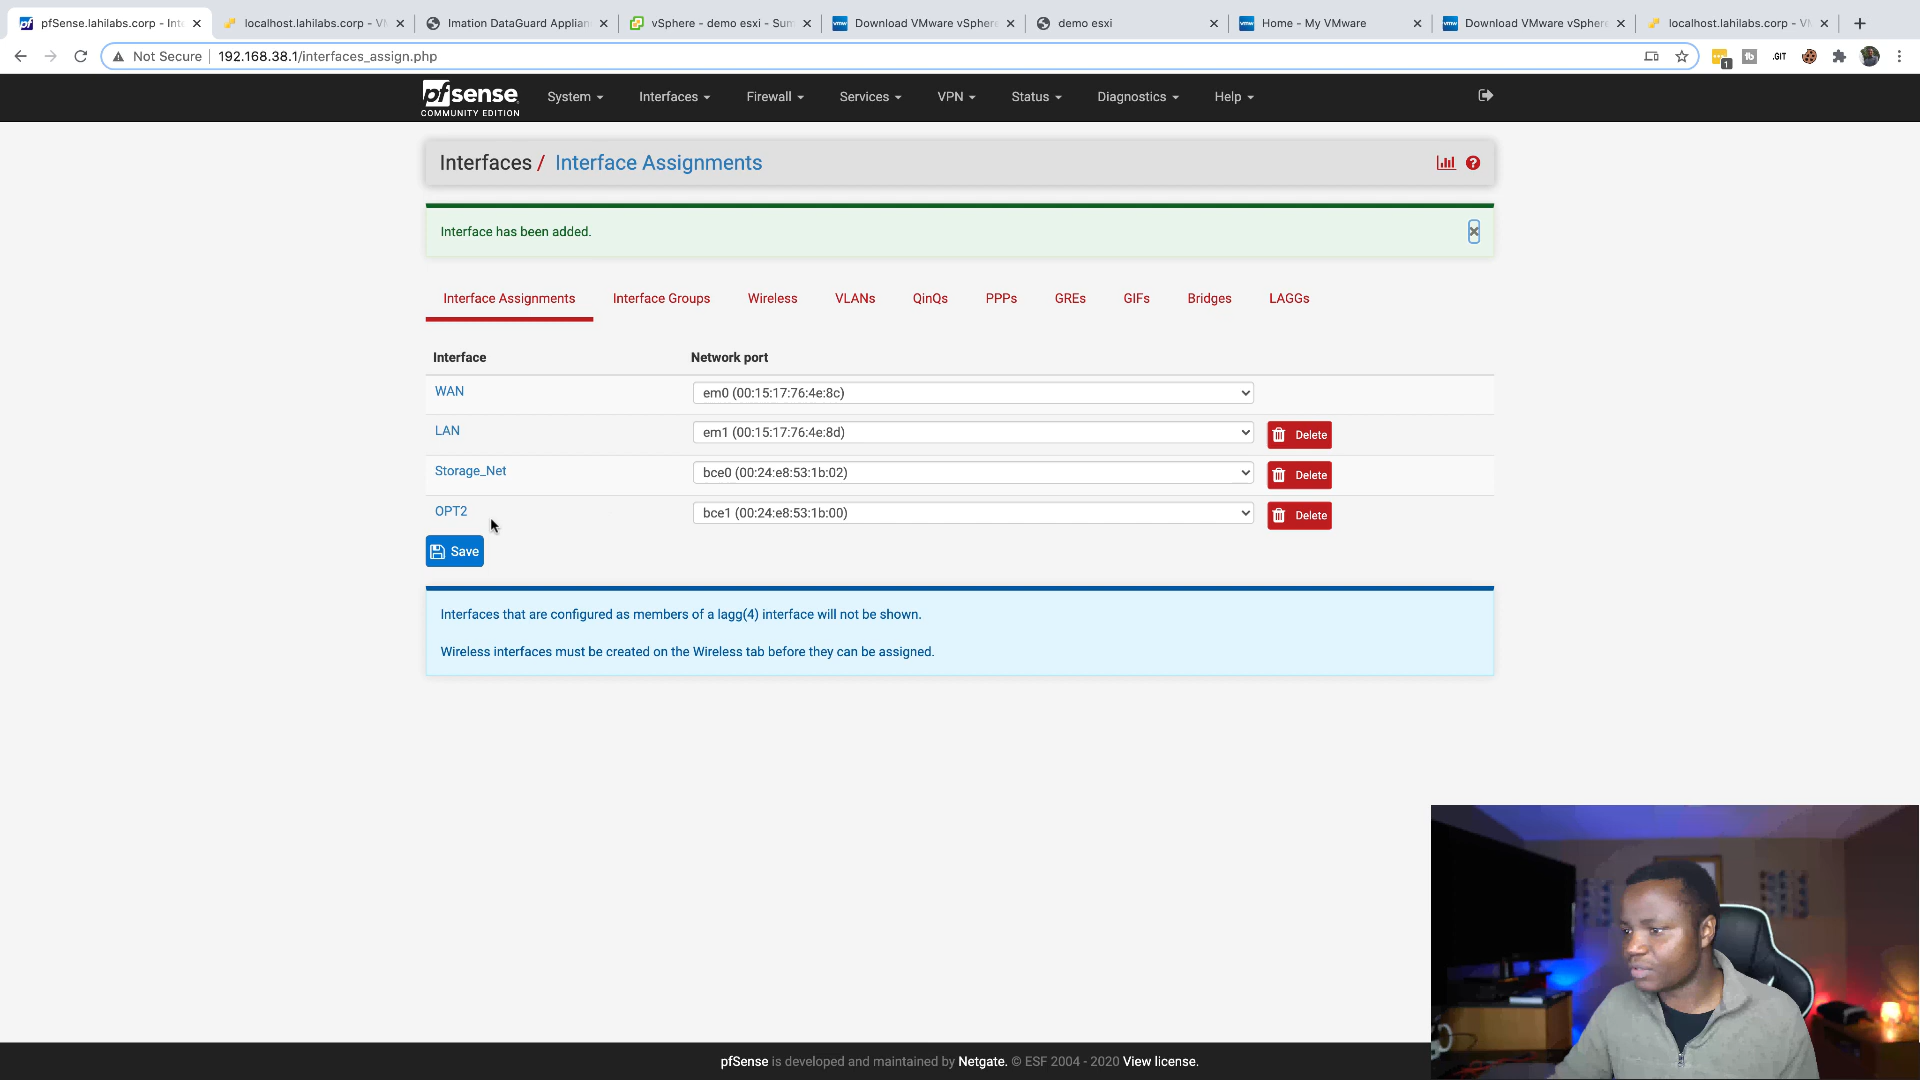 pfSense.lahilabs.corp - Int
localhost.lahilabs.corp - VM
Imation DataGuard Applian
vSphere - demo esxi - Sum
Download VMware vSphere
demo esxi
Home - My VMware
Download VMware vSphere
localhost.lahilabs.corp - VM
Not Secure 192.168.38.1/interfaces_assign.php
1
tb
.GIT
pfsense
COMMUNITY EDITION
System
Interfaces
Firewall
Services
VPN
Status
Diagnostics
Help
Interfaces / Interface Assignments
Interface has been added.
Interface Assignments
Interface Groups
Wireless
VLANs
QinQs
PPPs
GREs
GIFs
Bridges
LAGGs
Interface Network port
WAN em0 (00:15:17:76:4e:8c)
LAN em1 (00:15:17:76:4e:8d) Delete
Storage_Net bce0 (00:24:e8:53:1b:02) Delete
OPT2 bce1 (00:24:e8:53:1b:00) Delete
Save
Interfaces that are configured as members of a lagg(4) interface will not be shown.
Wireless interfaces must be created on the Wireless tab before they can be assigned.
pfSense is developed and maintained by Netgate. © ESF 2004 - 2020 View license.